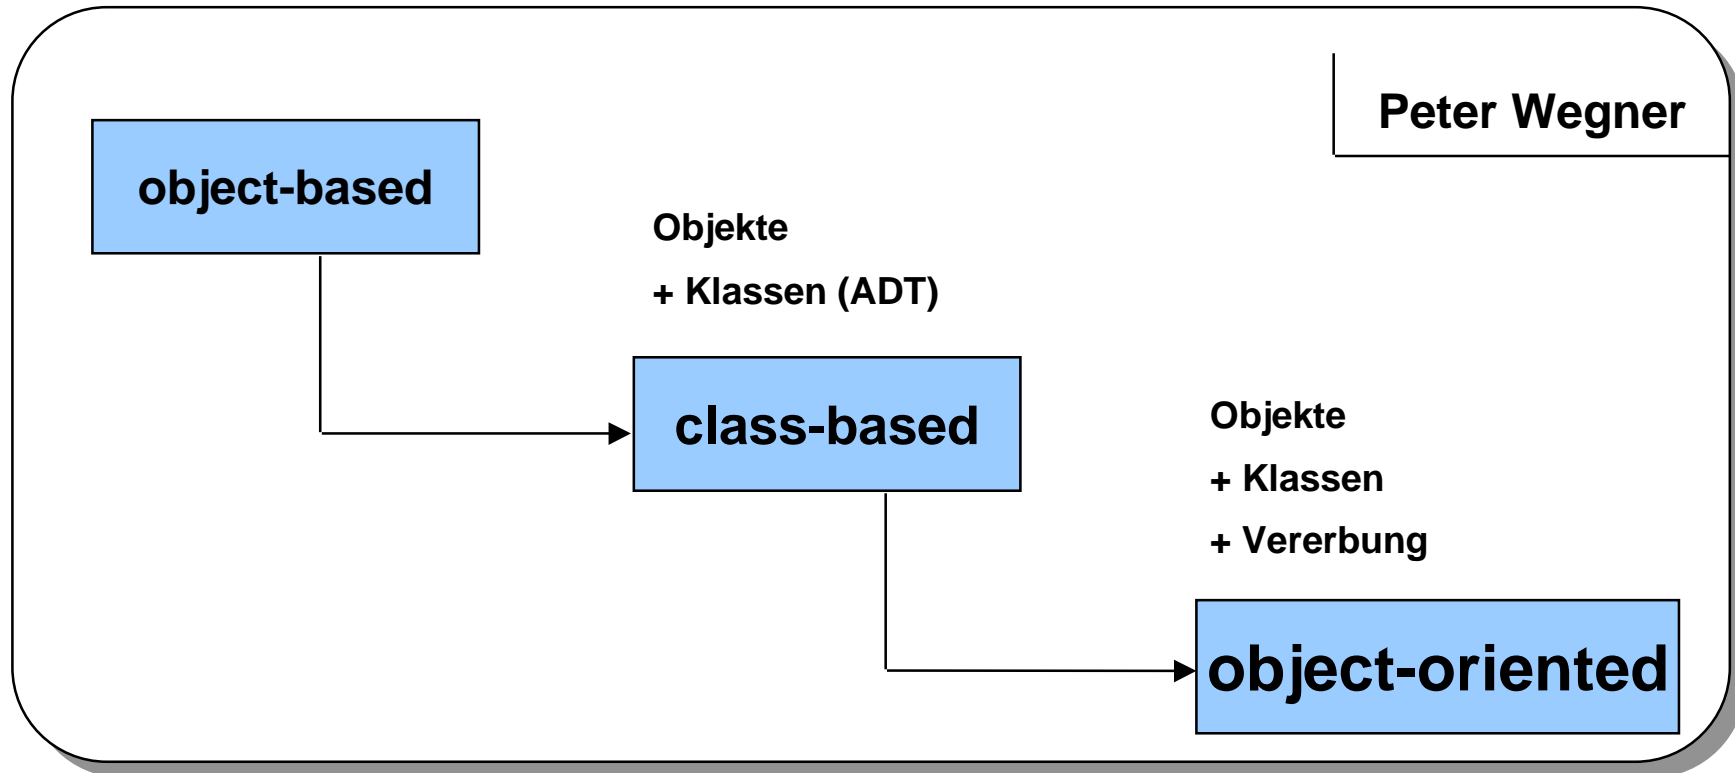 Peter Wegner
object-based
Objekte
+ Klassen (ADT)
class-based
Objekte
+ Klassen
+ Vererbung
object-oriented